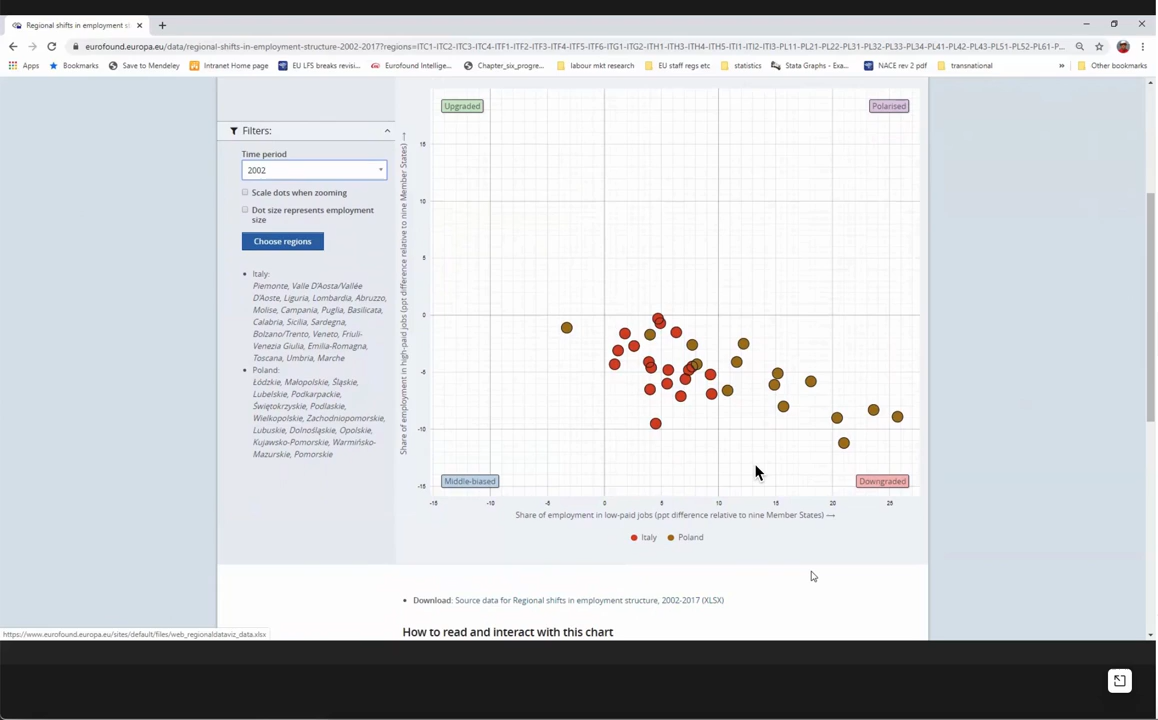 Regional shifts in employment st
eurofound.europa.eu/data/regional-shifts-in-employment-structure-2002-2017?regions=ITC1-ITC2-ITC3-ITC4-ITF1-ITF2-ITF3-ITF4-ITF5-ITF6-ITG1-ITG2-ITH1-ITH3-ITH4-ITH5-ITI1-ITI2-ITI3-PL11-PL21-PL22-PL31-PL32-PL33-PL34-PL41-PL42-PL43-PL51-PL52-PL61-P...
Apps Bookmarks Save to Mendeley Intranet Home page EU LFS breaks revisi... Eurofound Intellige... Chapter_six_progre... labour mkt research EU staff regs etc statistics Stata Graphs - Exa... NACE rev 2 pdf transnational » Other bookmarks
Upgraded
Polarised
Filters:
Time period
2002
Scale dots when zooming
Dot size represents employment
size
Choose regions
Italy:
Piemonte, Valle D'Aosta/Vallée
D'Aoste, Liguria, Lombardia, Abruzzo,
Molise, Campania, Puglia, Basilicata,
Calabria, Sicilia, Sardegna,
Bolzano/Trento, Veneto, Friuli-
Venezia Giulia, Emilia-Romagna,
Toscana, Umbria, Marche
Poland:
Łódzkie, Małopolskie, Śląskie,
Lubelskie, Podkarpackie,
Świętokrzyskie, Podlaskie,
Wielkopolskie, Zachodniopomorskie,
Lubuskie, Dolnośląskie, Opolskie,
Kujawsko-Pomorskie, Warmińsko-
Mazurskie, Pomorskie
Share of employment in high-paid jobs (ppt difference relative to nine Member States) →
15
10
5
0
-5
-10
-15
Middle-biased
Downgraded
-15 -10 -5 0 5 10 15 20 25
Share of employment in low-paid jobs (ppt difference relative to nine Member States) →
Italy Poland
Download: Source data for Regional shifts in employment structure, 2002-2017 (XLSX)
How to read and interact with this chart
https://www.eurofound.europa.eu/sites/default/files/web_regionaldataviz_data.xlsx